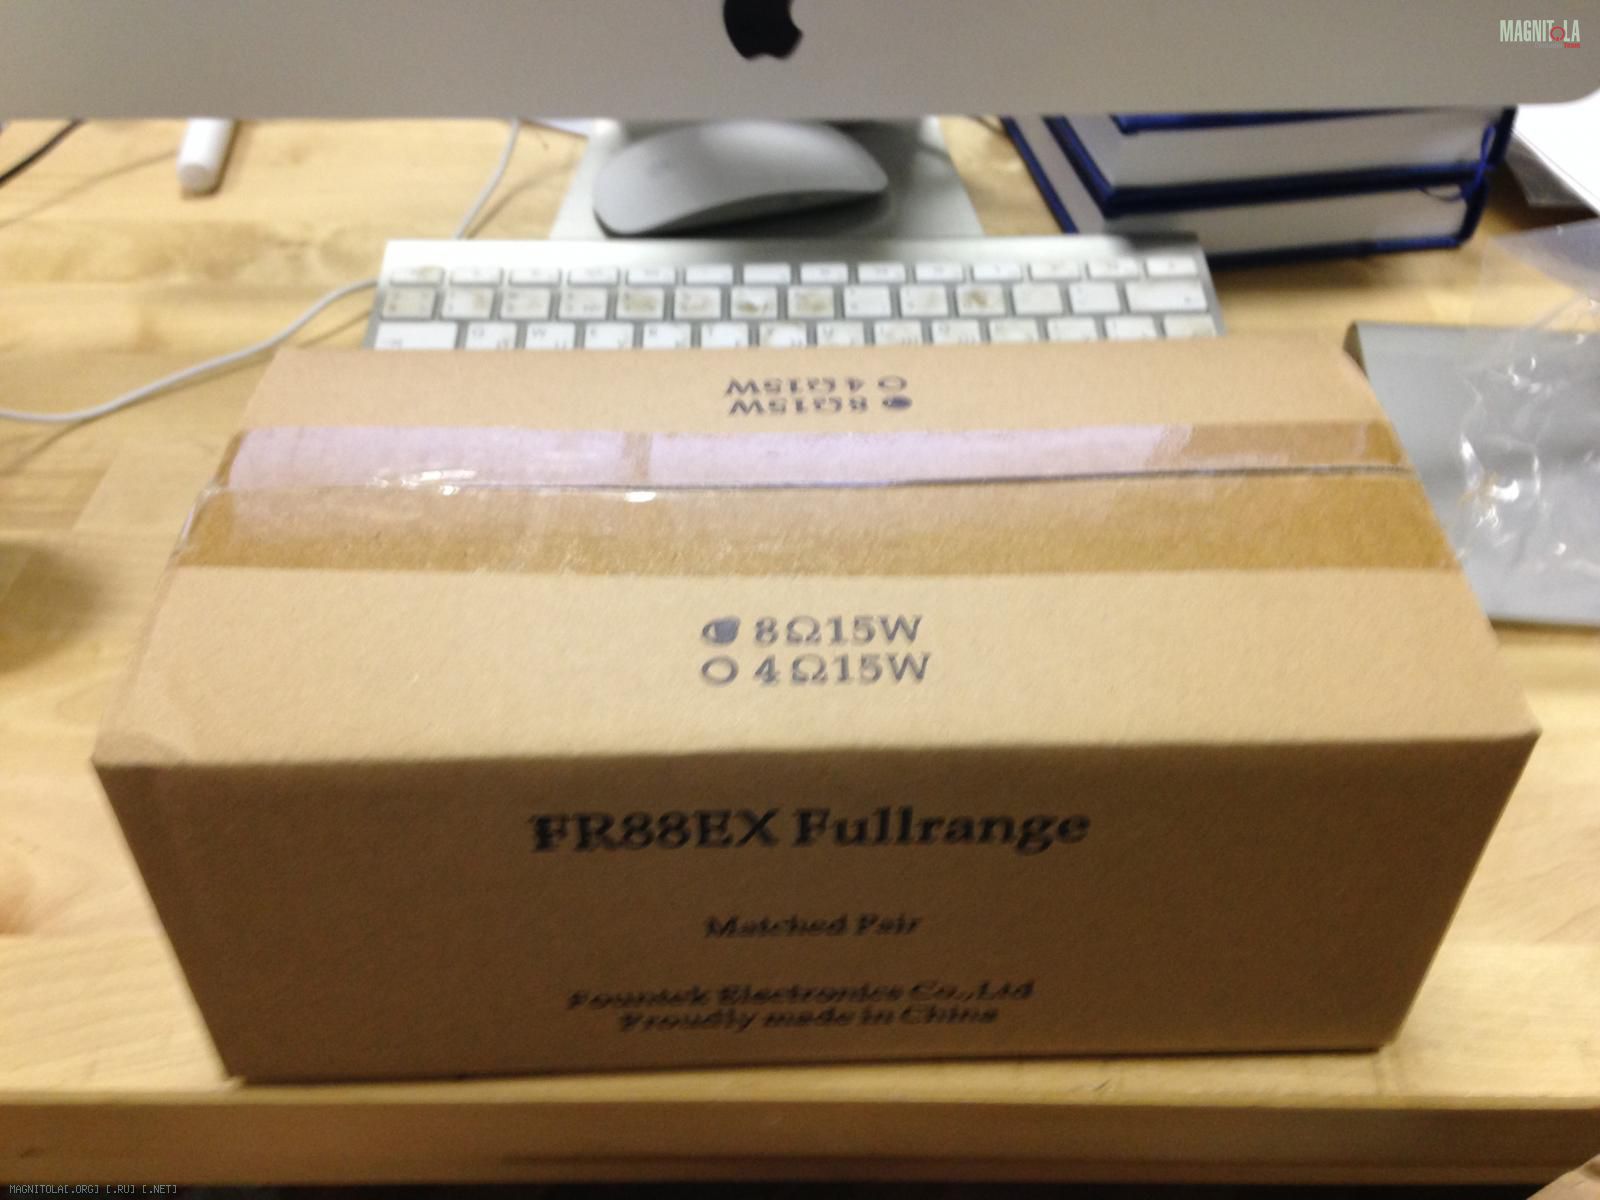 MAGNITOLA
4Ω15W
8Ω15W
8Ω15W
4Ω15W
FR88EX Fullrange
Matched Pair
Fountek Electronics Co.,Ltd
Proudly made in China
MAGNITOLA[.ORG] [.RU] [.NET]